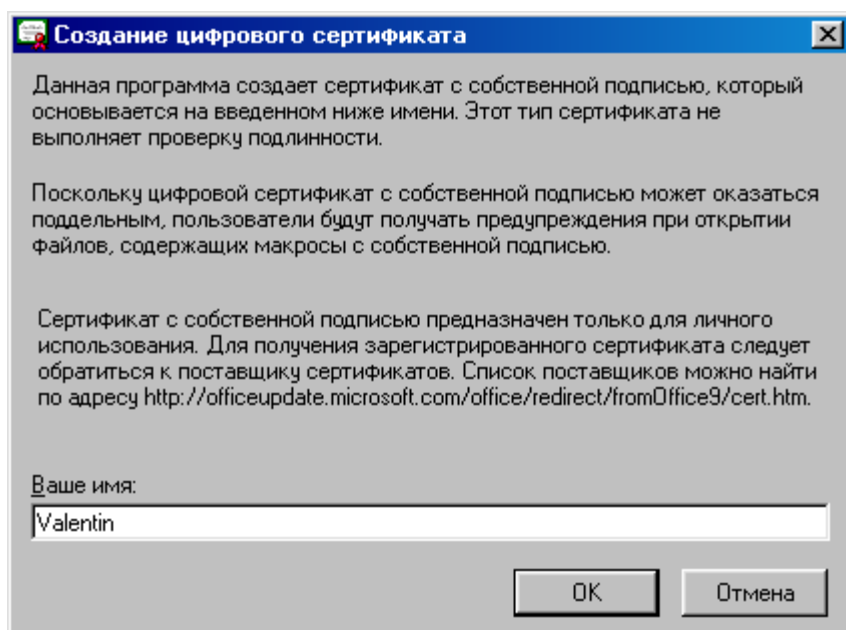 Создание цифрового сертификата
Данная программа создает сертификат с собственной подписью, который
основывается на введенном ниже имени. Этот тип сертификата не
выполняет проверку подлинности.
Поскольку цифровой сертификат с собственной подписью может оказаться
поддельным, пользователи будут получать предупреждения при открытии
файлов, содержащих макросы с собственной подписью.
Сертификат с собственной подписью предназначен только для личного
использования. Для получения зарегистрированного сертификата следует
обратиться к поставщику сертификатов. Список поставщиков можно найти
по адресу http://officeupdate.microsoft.com/office/redirect/fromOffice9/cert.htm.
Ваше имя:
Valentin
OK Отмена